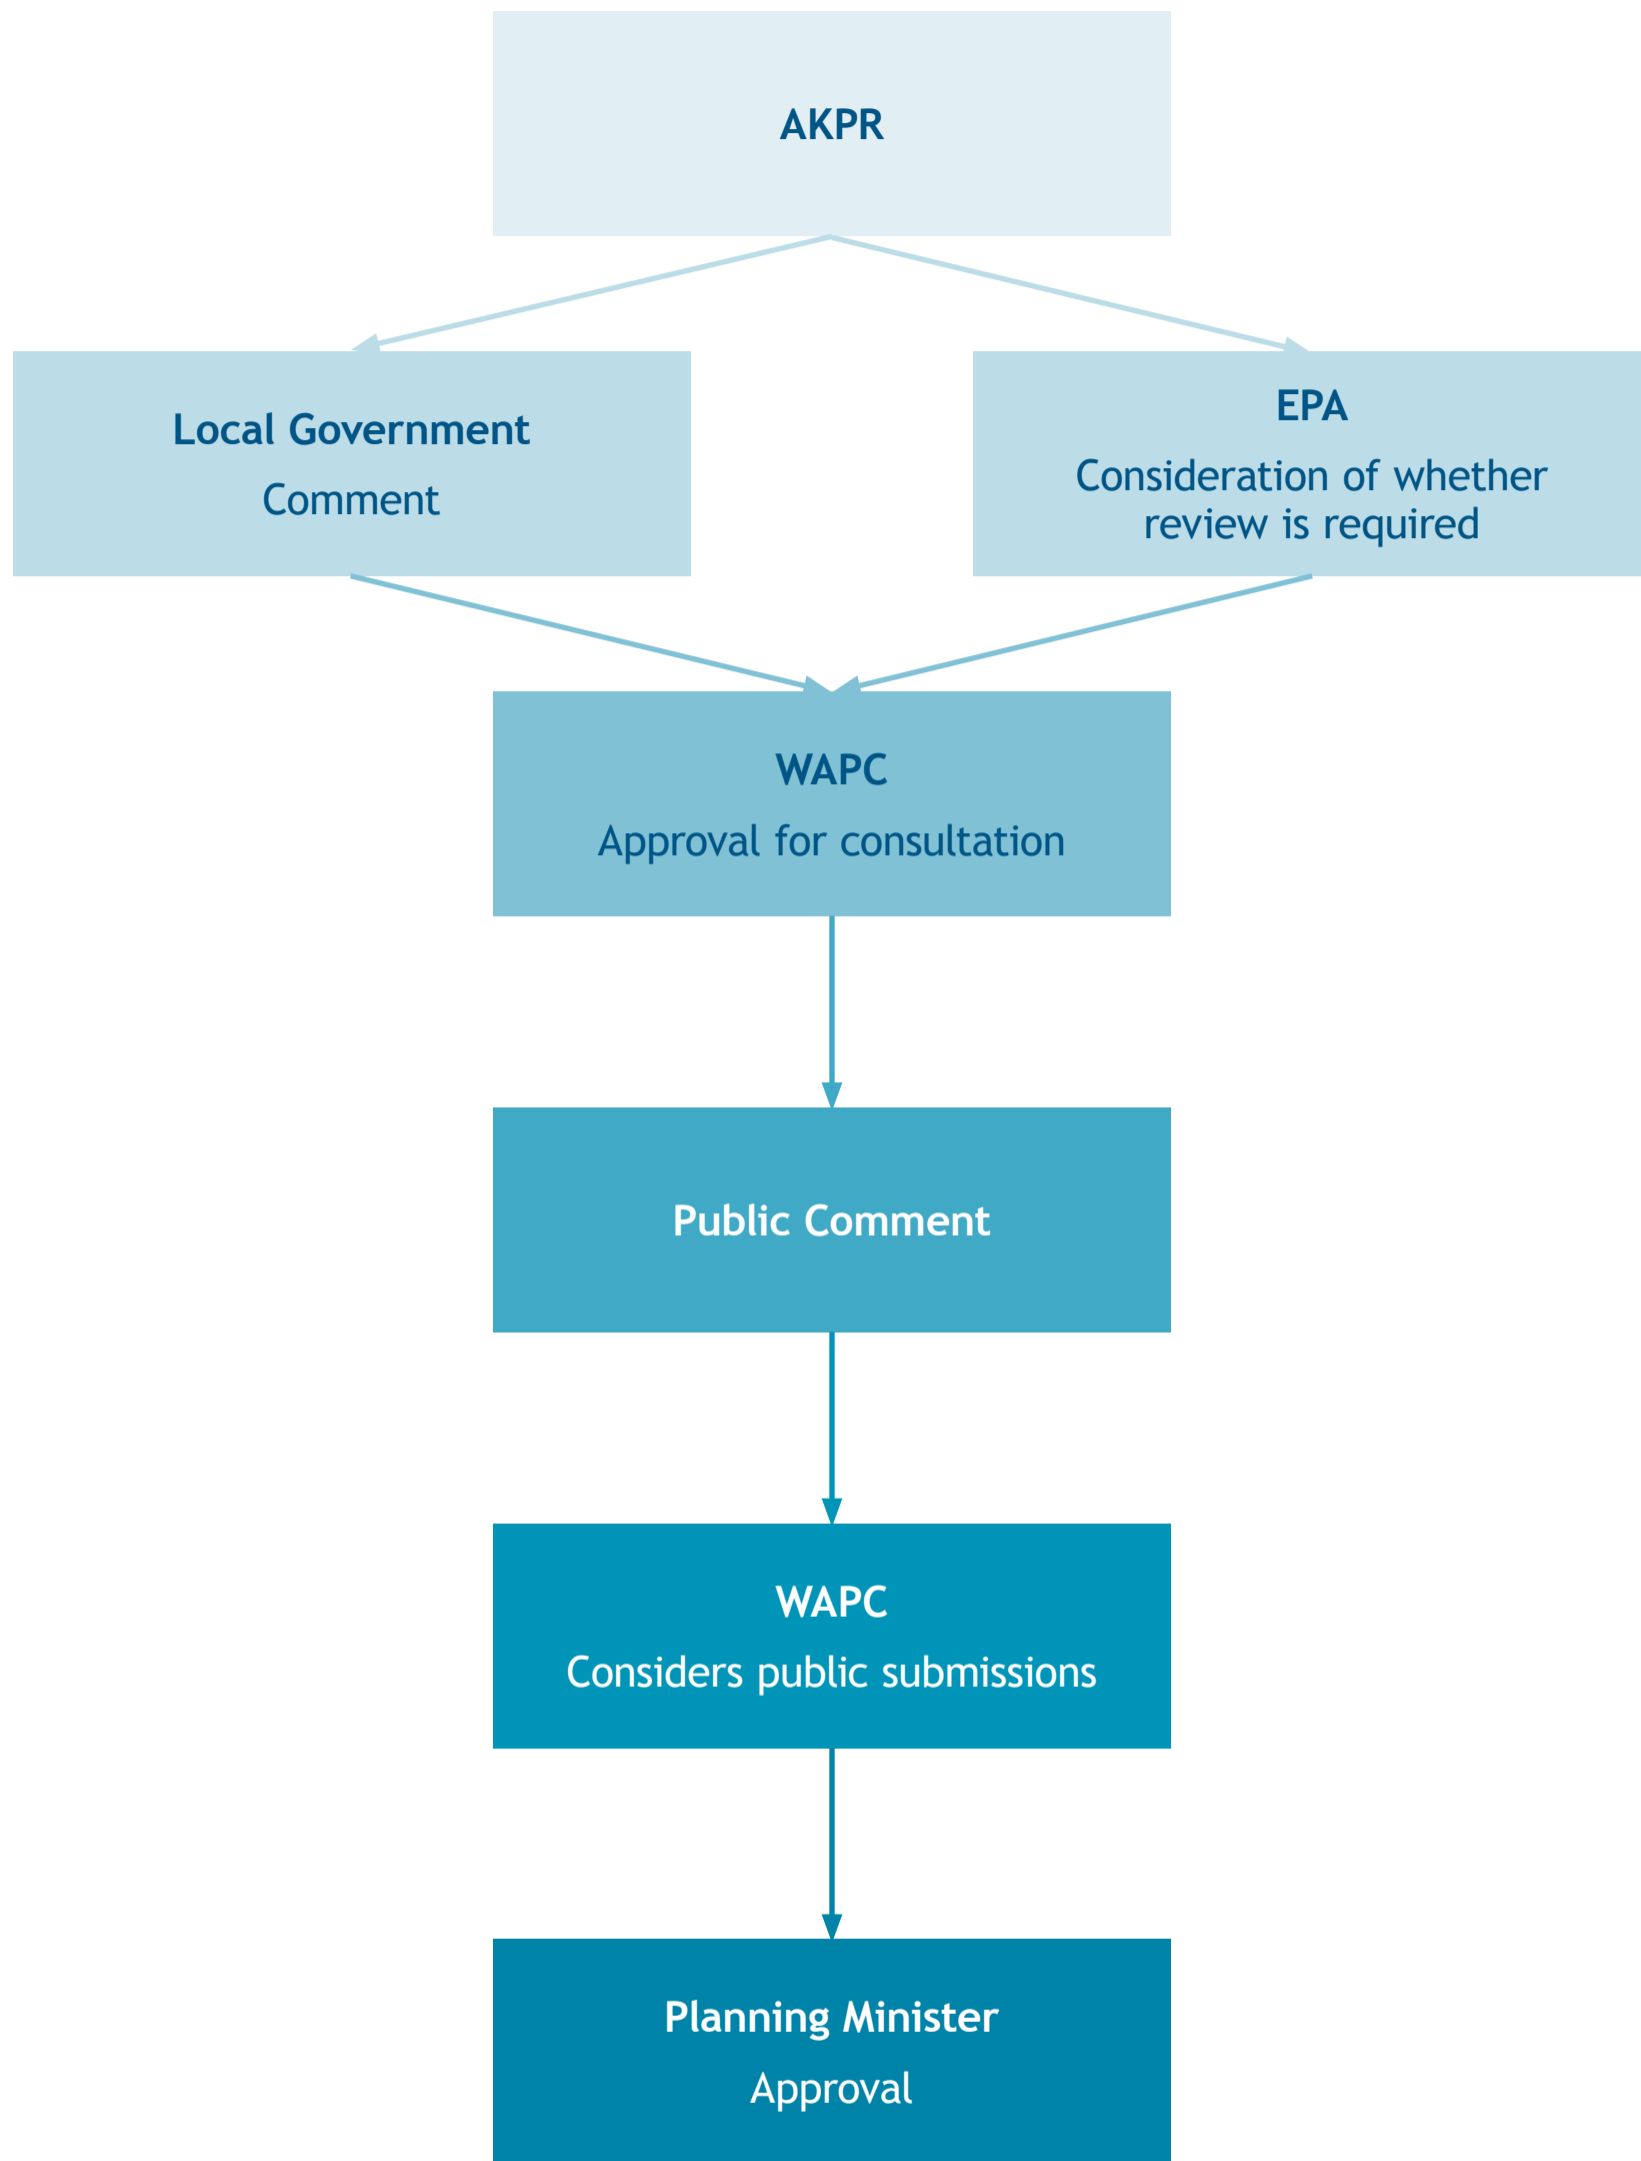 AKPR
Local Government
Comment
EPA
Consideration of whether
review is required
WAPC
Approval for consultation
Public Comment
WAPC
Considers public submissions
Planning Minister
Approval